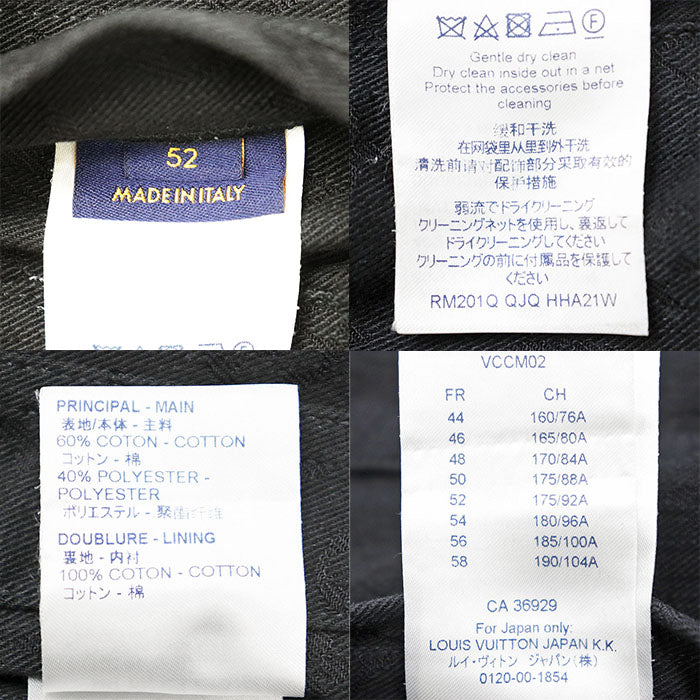 52
MADE IN ITALY
F
Gentle dry clean
Dry clean inside out in a net
Protect the accessories before
cleaning
缓和干洗
在网袋里从里到外干洗
清洗前请对配饰部分采取有效的
保护措施
弱流でドライクリーニング
クリーニングネットを使用し、裏返して
ドライクリーニングしてください
クリーニングの前に付属品を保護して
ください
RM201Q QJQ HHA21W
PRINCIPAL - MAIN
表地/本体 - 主料
60% COTON - COTTON
コットン - 棉
40% POLYESTER -
POLYESTER
ポリエステル - 聚酯纤维
DOUBLURE - LINING
裏地 - 内衬
100% COTON - COTTON
コットン - 棉
VCCM02
FR CH
44 160/76A
46 165/80A
48 170/84A
50 175/88A
52 175/92A
54 180/96A
56 185/100A
58 190/104A
CA 36929
For Japan only:
LOUIS VUITTON JAPAN K.K.
ルイ・ヴィトン ジャパン(株)
0120-00-1854